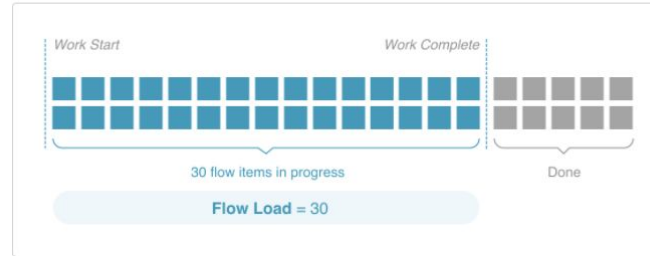 Work Start
Work Complete
30 flow items in progress
Done
Flow Load = 30